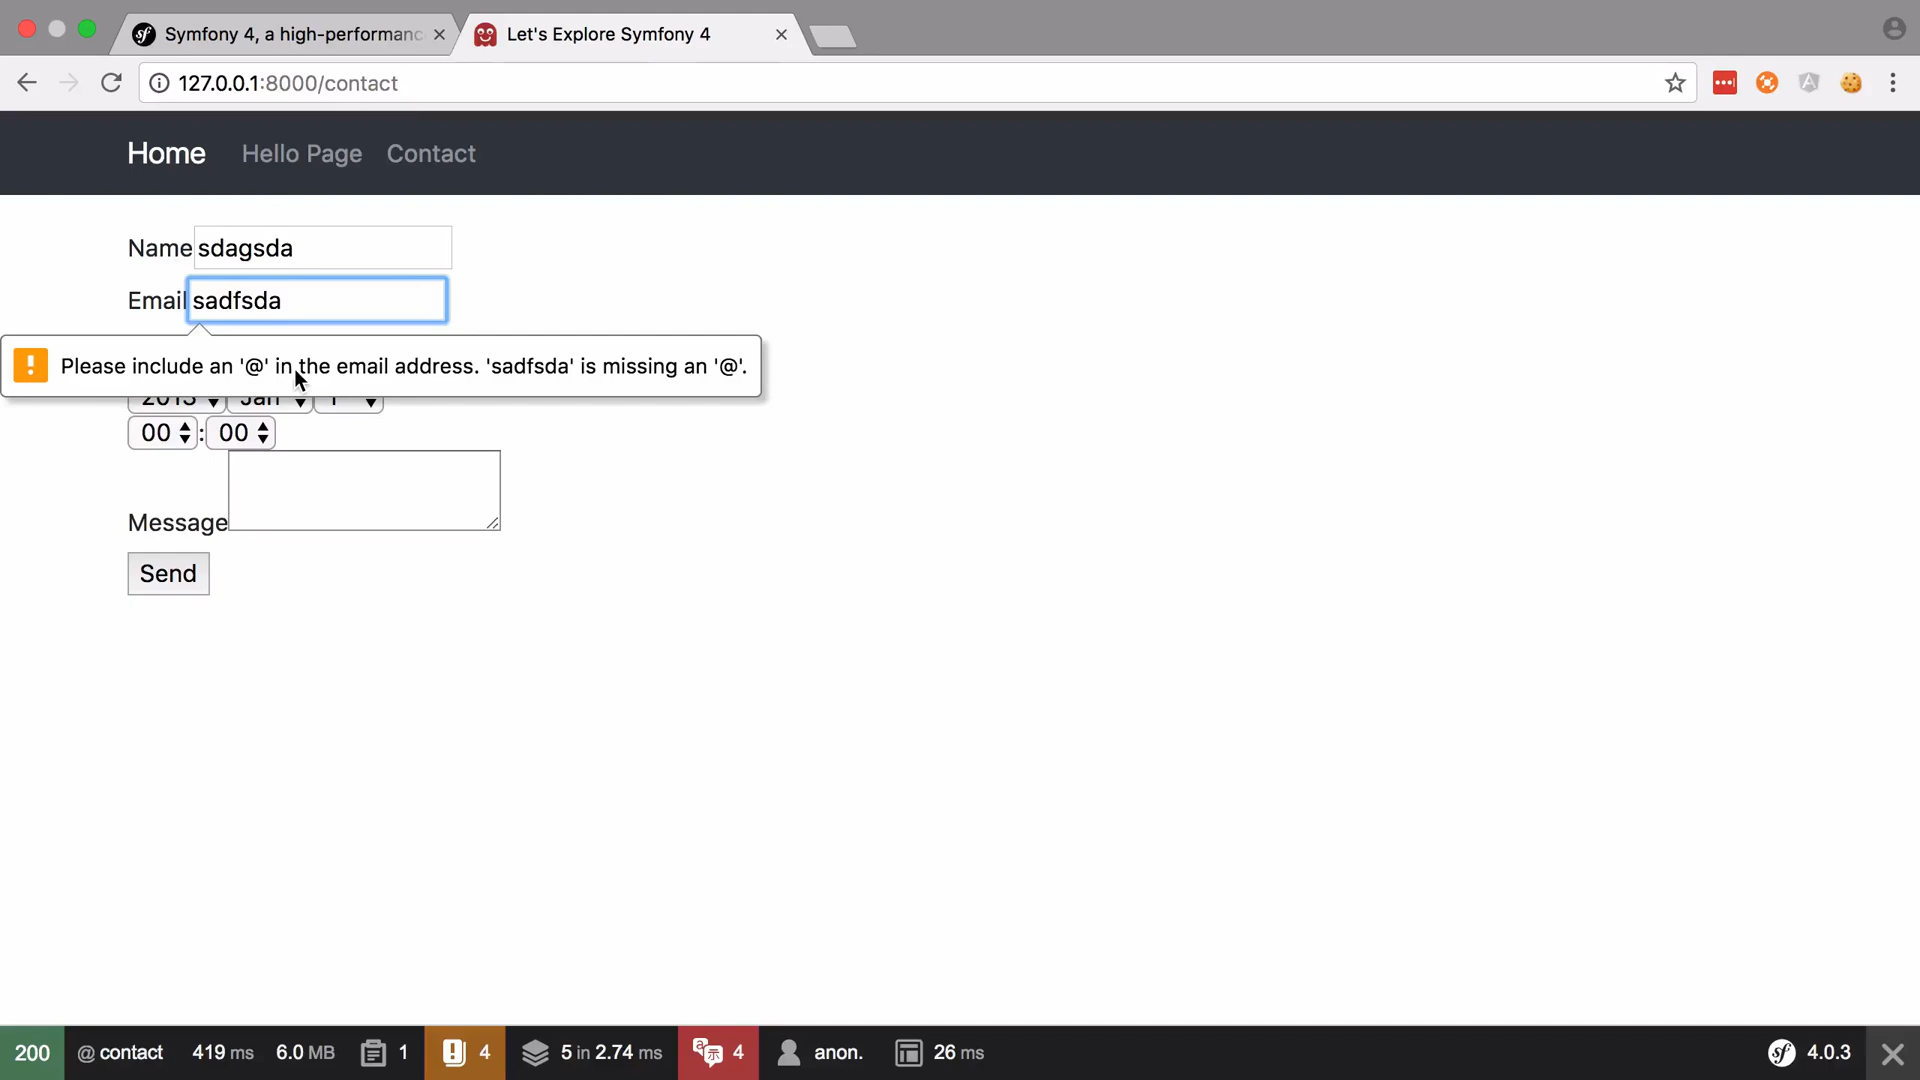 Symfony 4, a high-performanc
Let's Explore Symfony 4
127.0.0.1:8000/contact
Home Hello Page Contact
Name sdagsda
Email sadfsda
Please include an '@' in the email address. 'sadfsda' is missing an '@'.
2013 Jan 1
00 : 00
Message
Send
200 @ contact 419 ms 6.0 MB 1 4 5 in 2.74 ms 4 anon. 26 ms 4.0.3